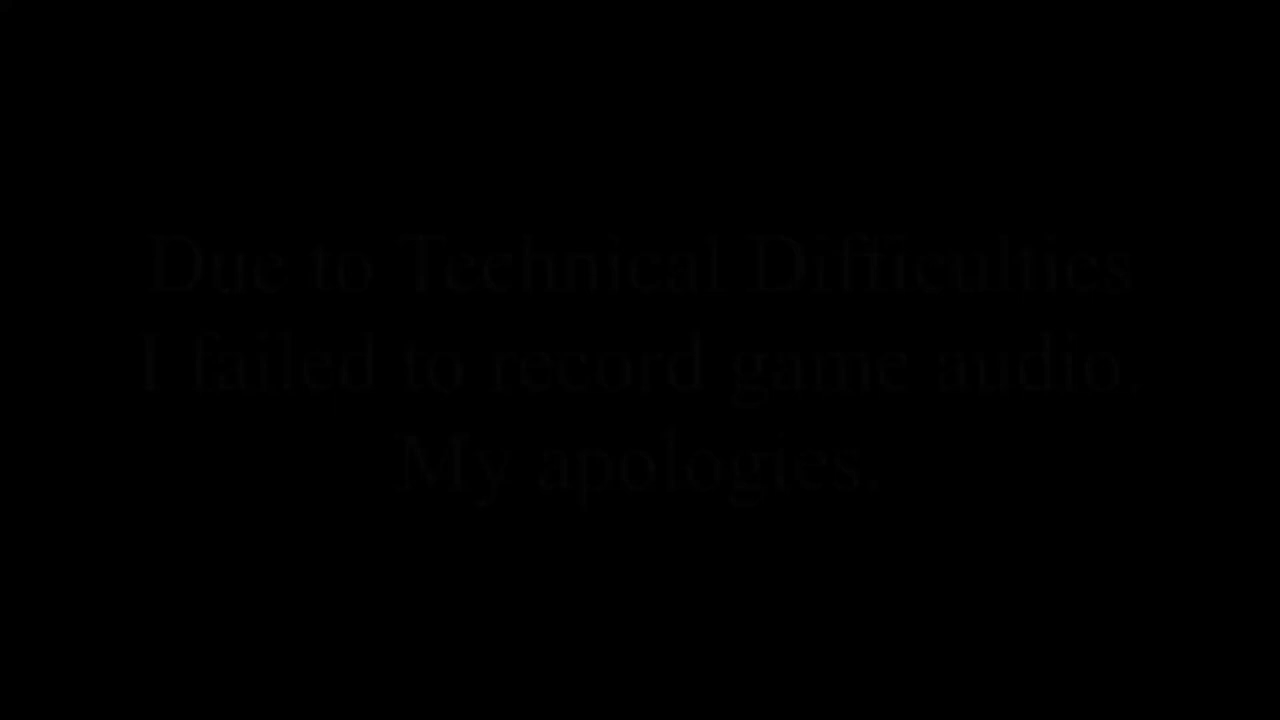 Due to Technical Difficulties
I failed to record game audio.
My apologies.